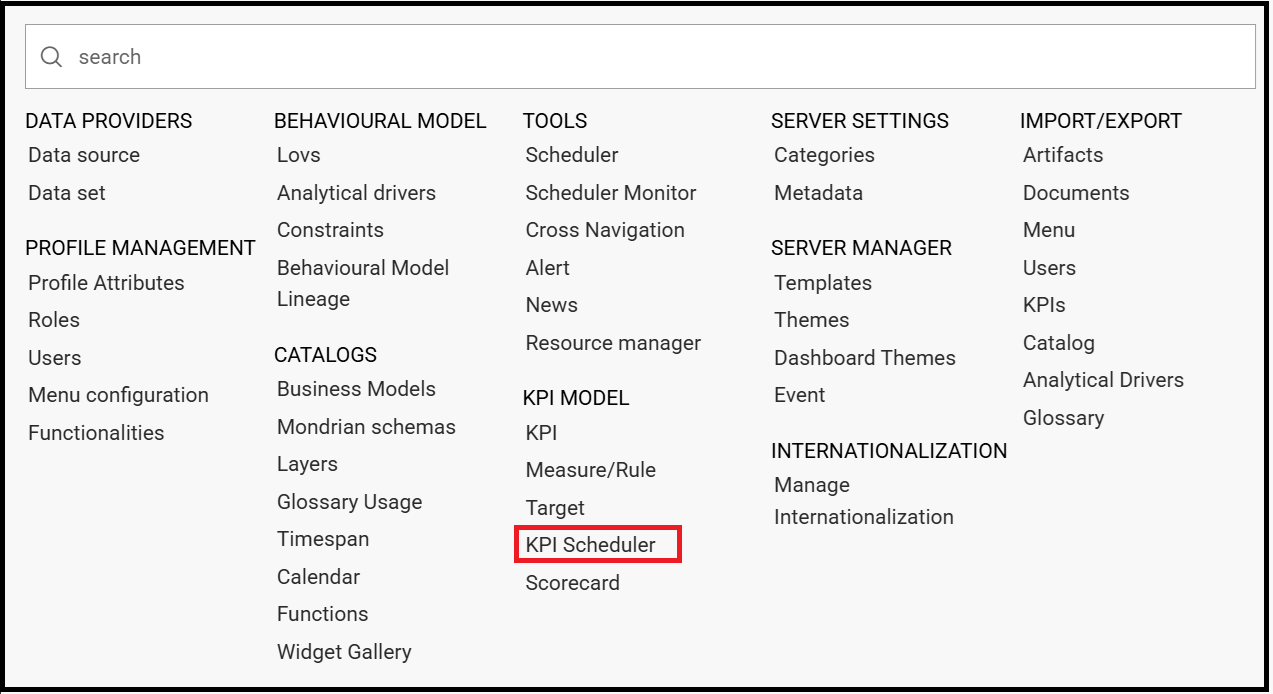 search
DATA PROVIDERS
Data source
Data set
PROFILE MANAGEMENT
Profile Attributes
Roles
Users
Menu configuration
Functionalities
BEHAVIOURAL MODEL
Lovs
Analytical drivers
Constraints
Behavioural Model
Lineage
CATALOGS
Business Models
Mondrian schemas
Layers
Glossary Usage
Timespan
Calendar
Functions
Widget Gallery
TOOLS
Scheduler
Scheduler Monitor
Cross Navigation
Alert
News
Resource manager
KPI MODEL
KPI
Measure/Rule
Target
KPI Scheduler
Scorecard
SERVER SETTINGS
Categories
Metadata
SERVER MANAGER
Templates
Themes
Dashboard Themes
Event
INTERNATIONALIZATION
Manage
Internationalization
IMPORT/EXPORT
Artifacts
Documents
Menu
Users
KPIs
Catalog
Analytical Drivers
Glossary